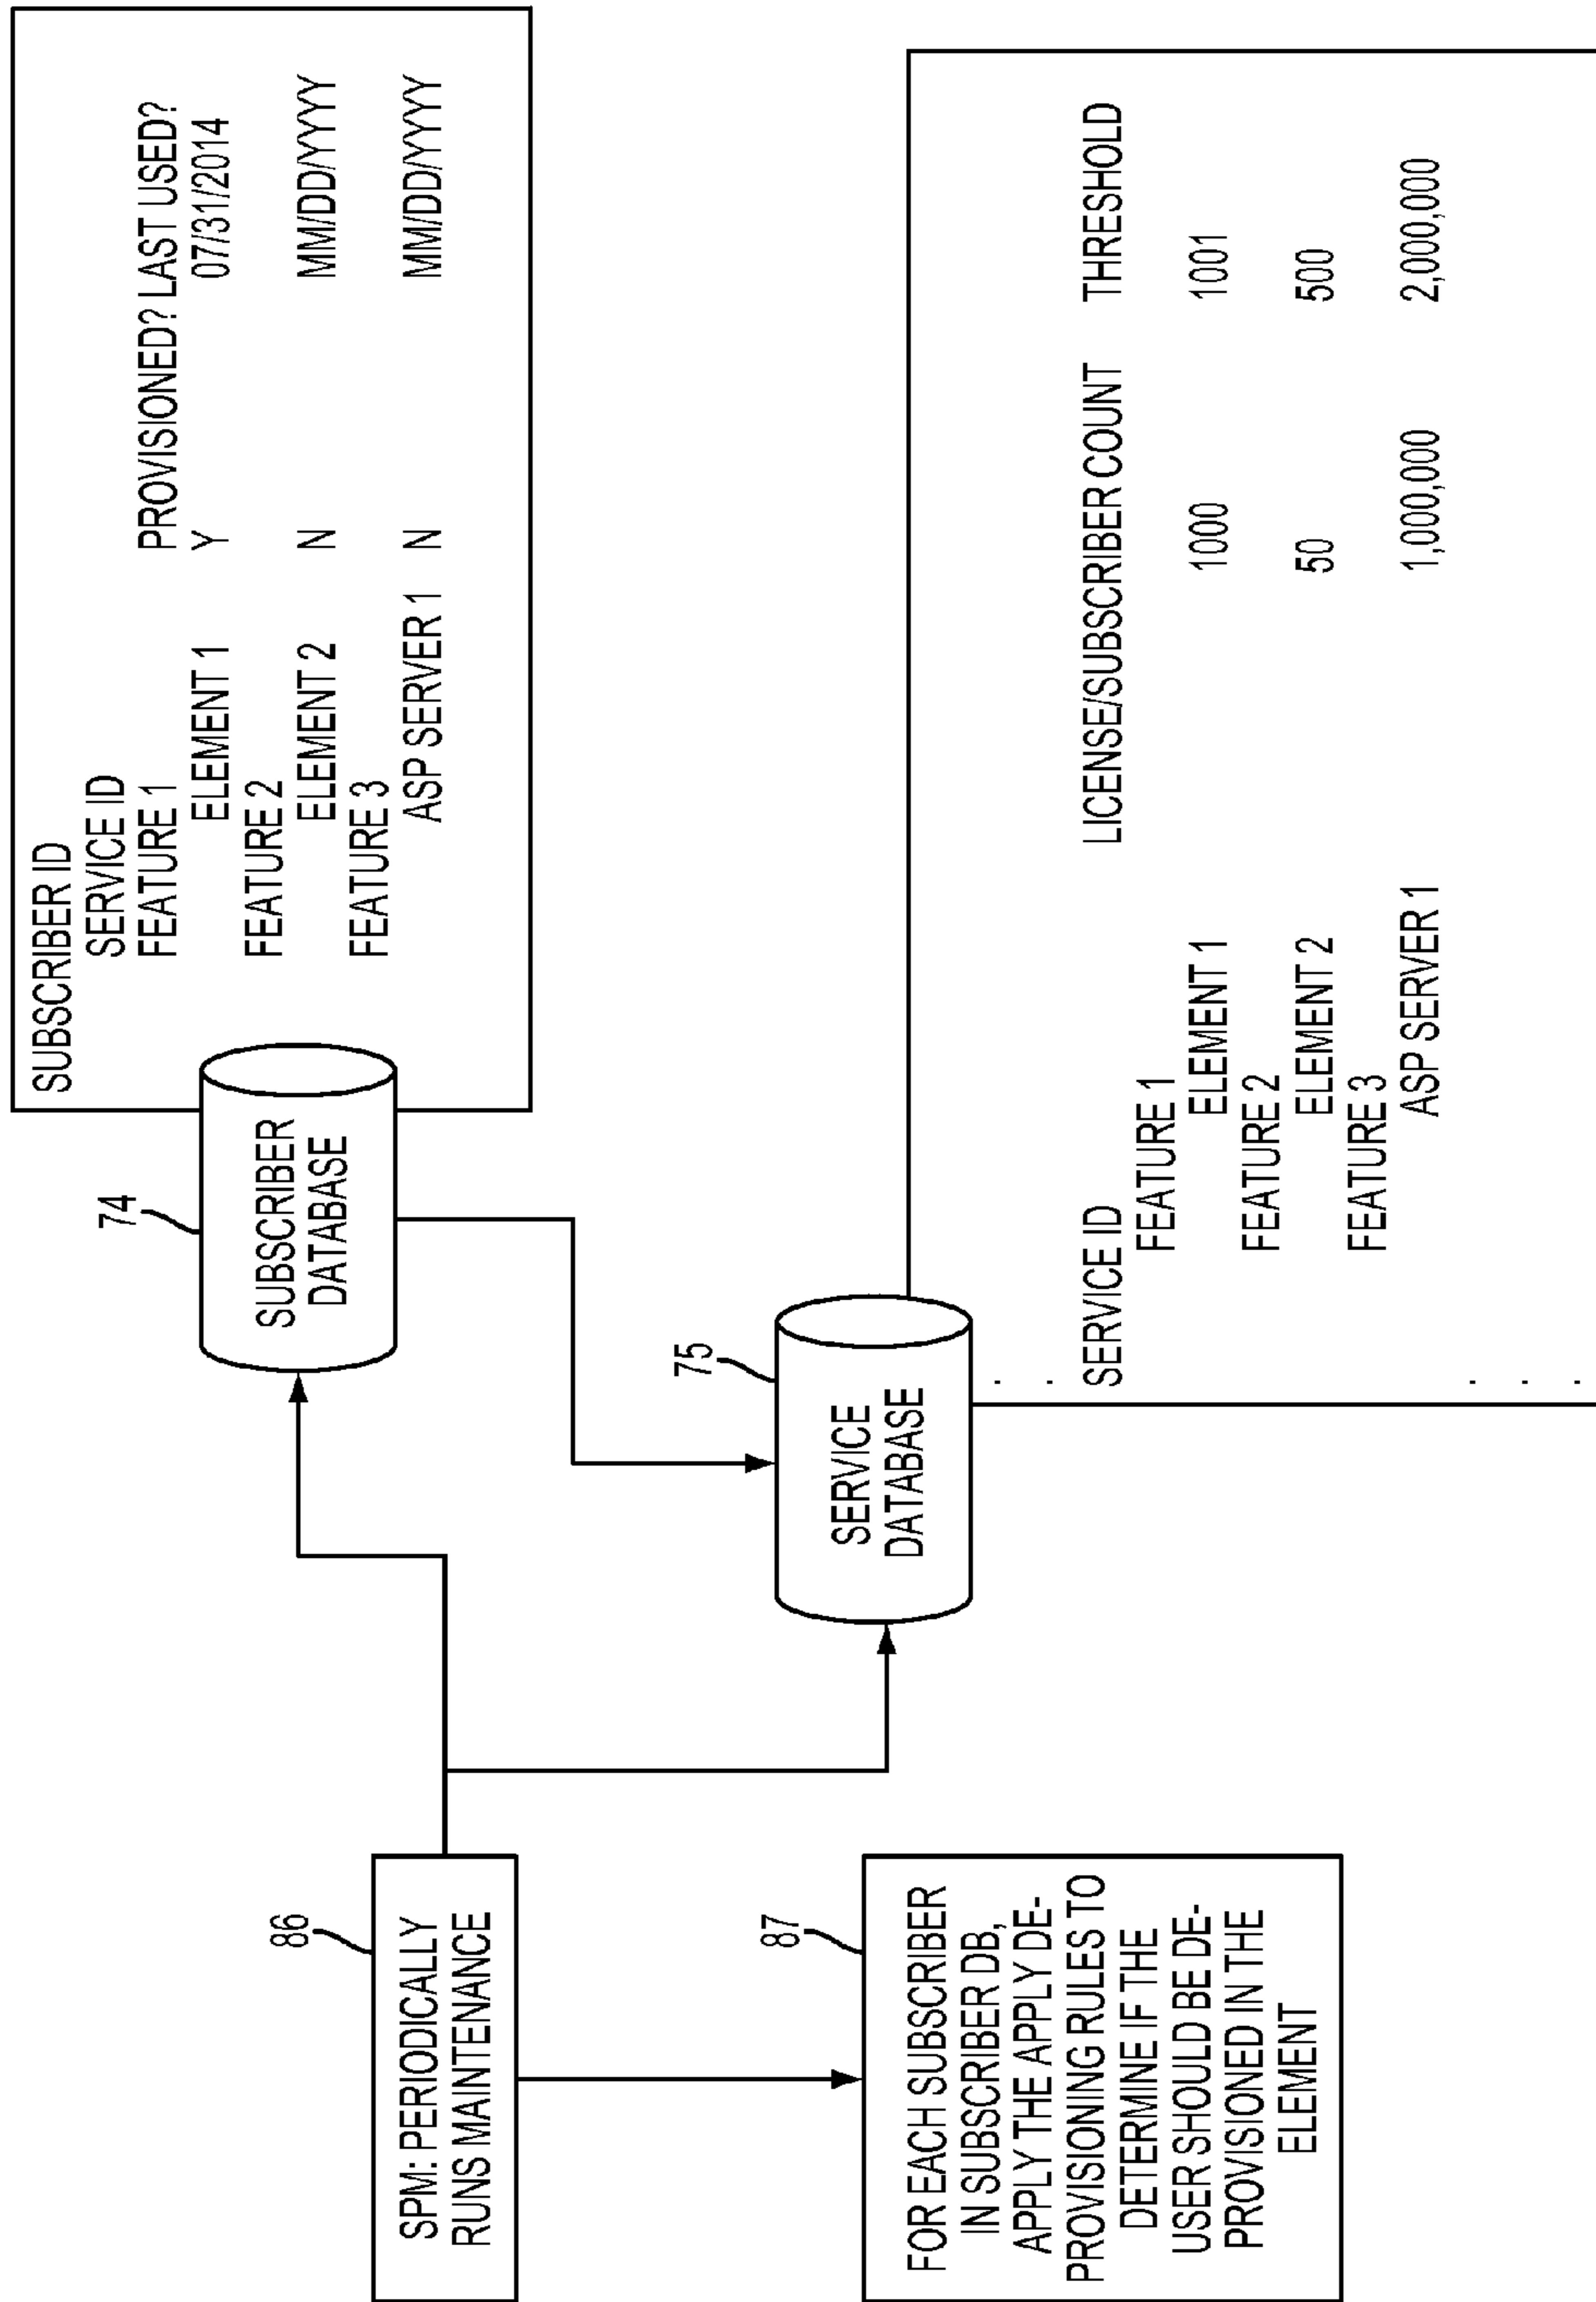 86
SPM: PERIODICALLY
RUNS MAINTENANCE
87
FOR EACH SUBSCRIBER
IN SUBSCRIBER DB,
APPLY THE APPLY DE-
PROVISIONING RULES TO
DETERMINE IF THE
USER SHOULD BE DE-
PROVISIONED IN THE
ELEMENT
74
SUBSCRIBER
DATABASE
75
SERVICE
DATABASE
SUBSCRIBER ID
SERVICE ID
FEATURE 1 PROVISIONED? LAST USED?
ELEMENT 1 Y 07/31/2014
FEATURE 2
ELEMENT 2 N MM/DD/YYYY
FEATURE 3
ASP SERVER 1 N MM/DD/YYYY
. .
SERVICE ID LICENSE/SUBSCRIBER COUNT THRESHOLD
FEATURE 1
ELEMENT 1 1000 1001
FEATURE 2
ELEMENT 2 50 500
FEATURE 3
ASP SERVER 1 1,000,000 2,000,000
. . .